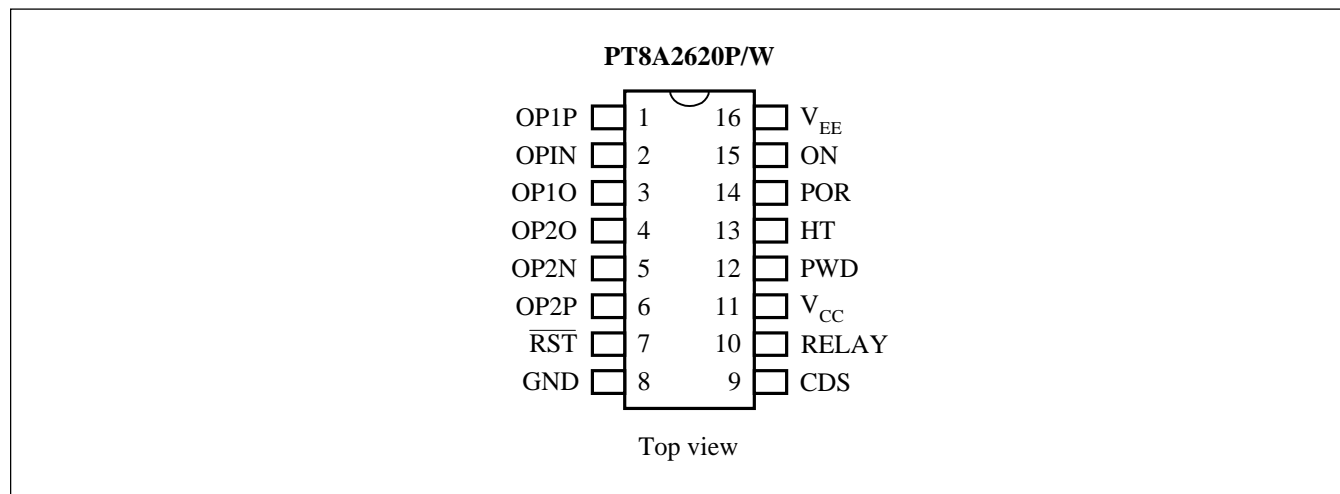 PT8A2620P/W
OP1P 1 16 VEE
OPIN 2 15 ON
OP1O 3 14 POR
OP2O 4 13 HT
OP2N 5 12 PWD
OP2P 6 11 VCC
RST 7 10 RELAY
GND 8 9 CDS
Top view